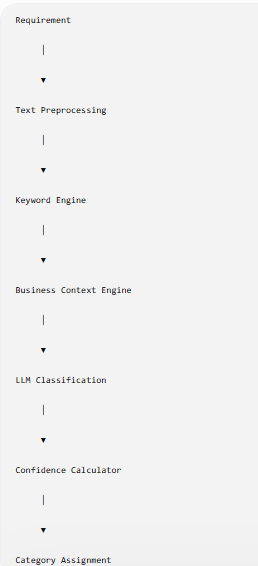 Requirement
│
▼
Text Preprocessing
│
▼
Keyword Engine
│
▼
Business Context Engine
│
▼
LLM Classification
│
▼
Confidence Calculator
│
▼
Category Assignment